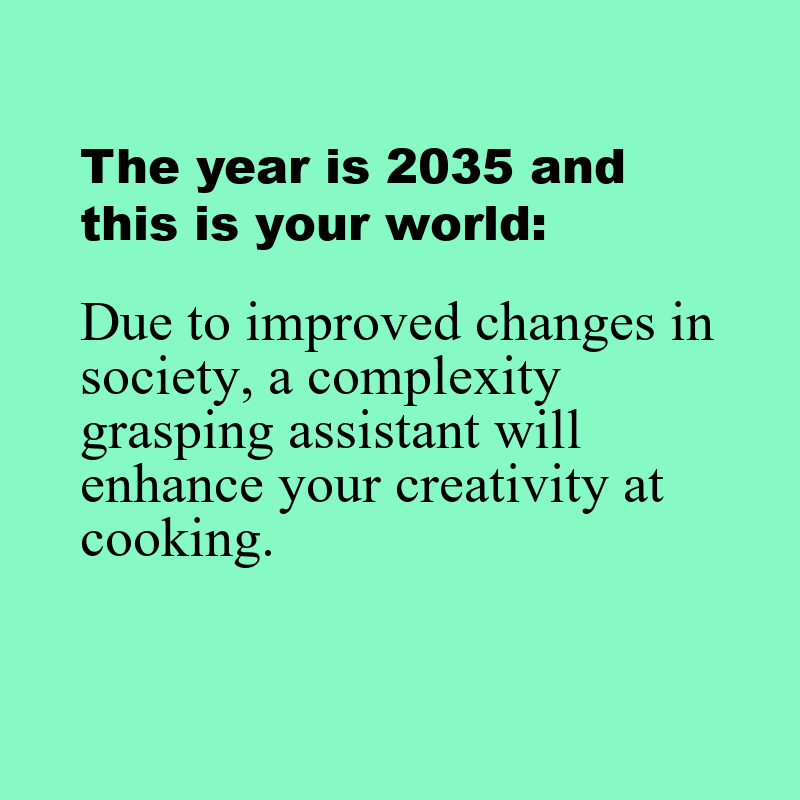 The year is 2035 and
this is your world:
Due to improved changes in
society, a complexity
grasping assistant will
enhance your creativity at
cooking.